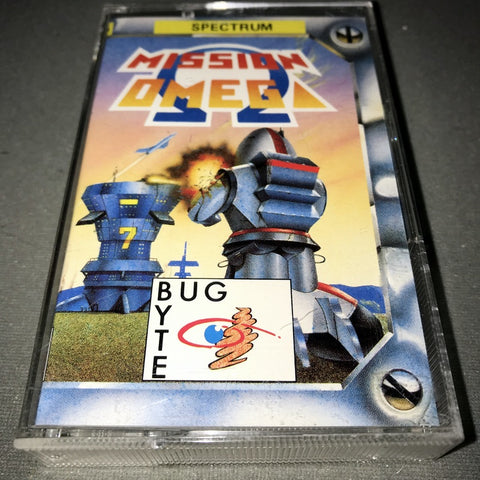 SPECTRUM
MISSION
OMEGA
7
BUG
BYTE